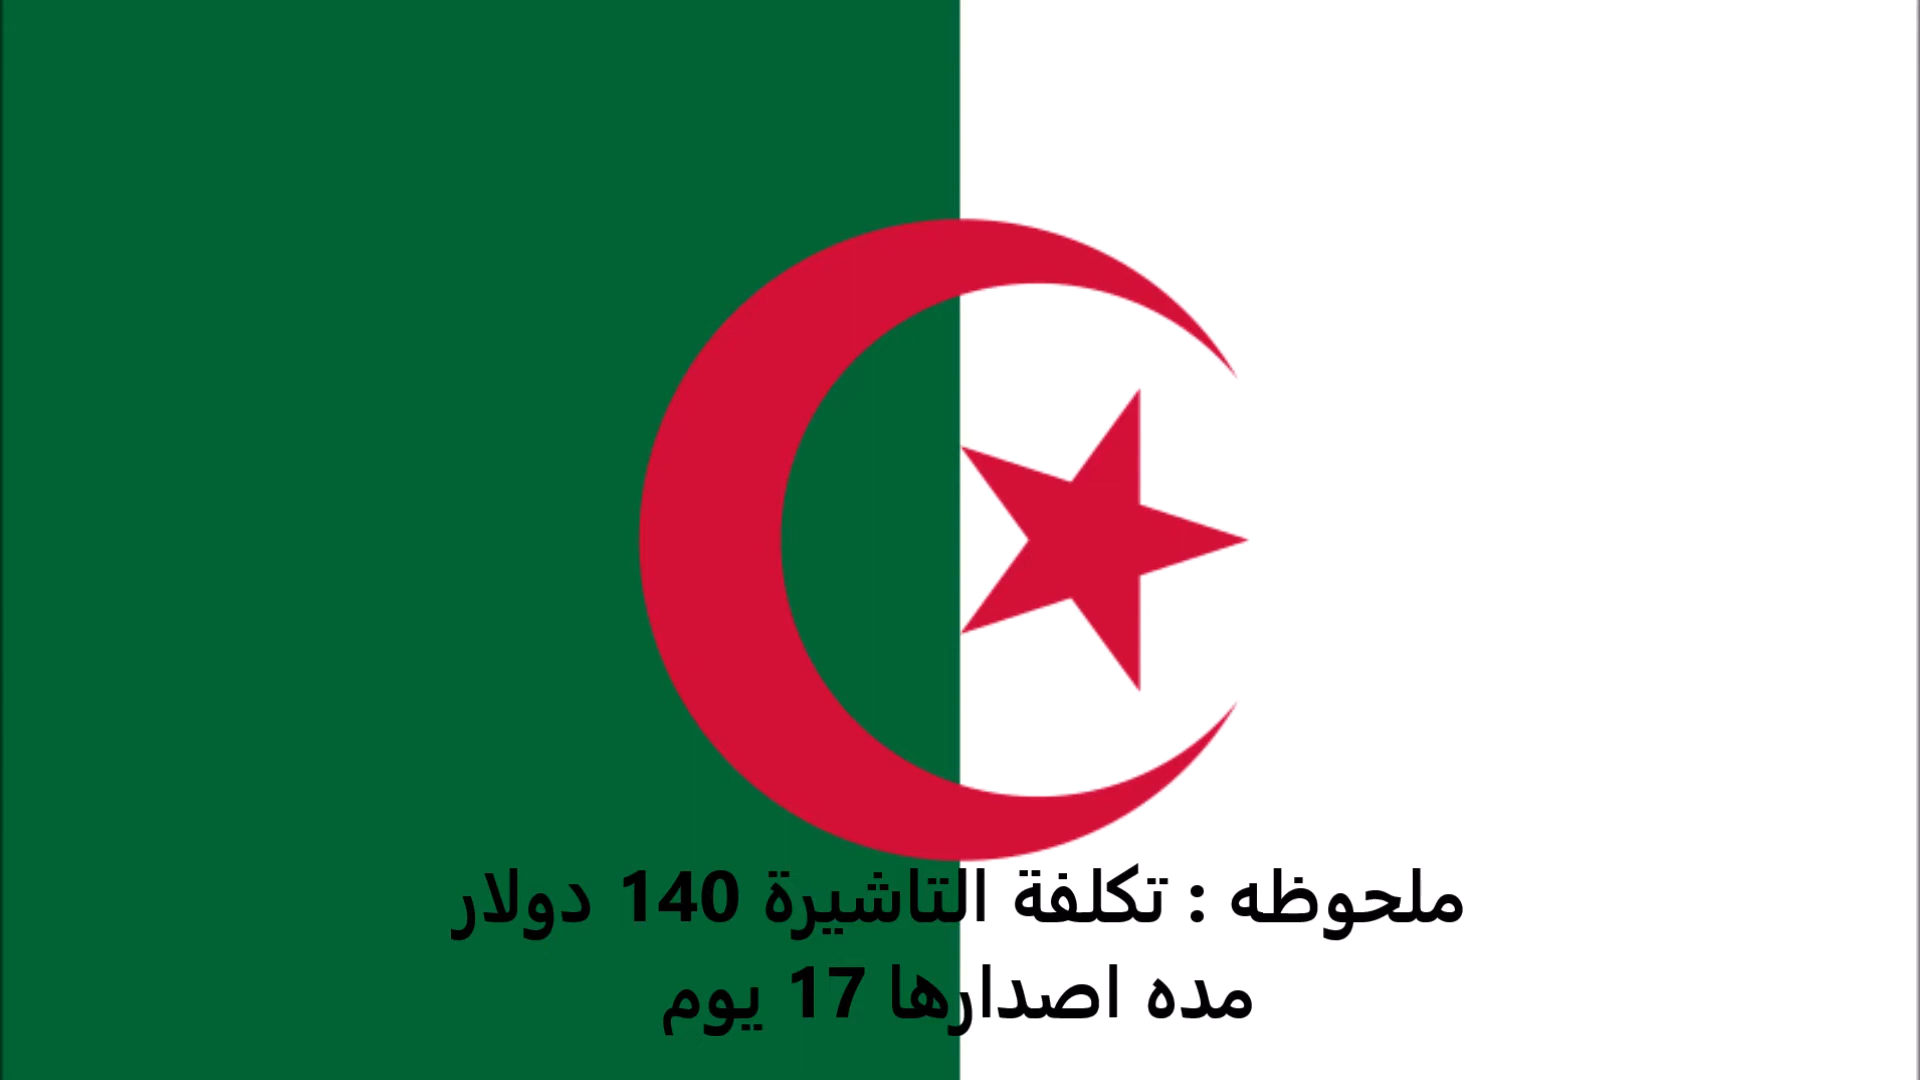 ملحوظه : تكلفة التاشيرة 140 دولار
مده اصدارها 17 يوم